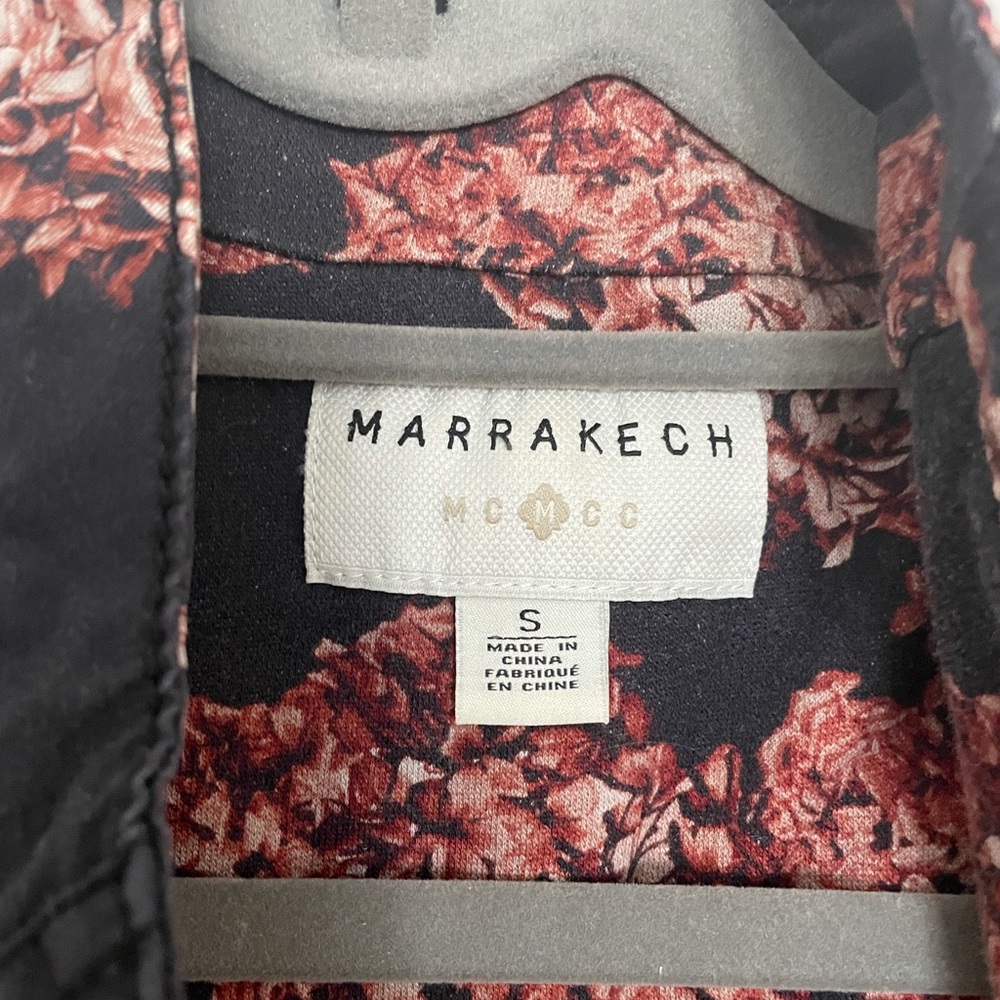 MARRAKECH
MC M CC
S
MADE IN
CHINA
FABRIQUÉ
EN CHINE